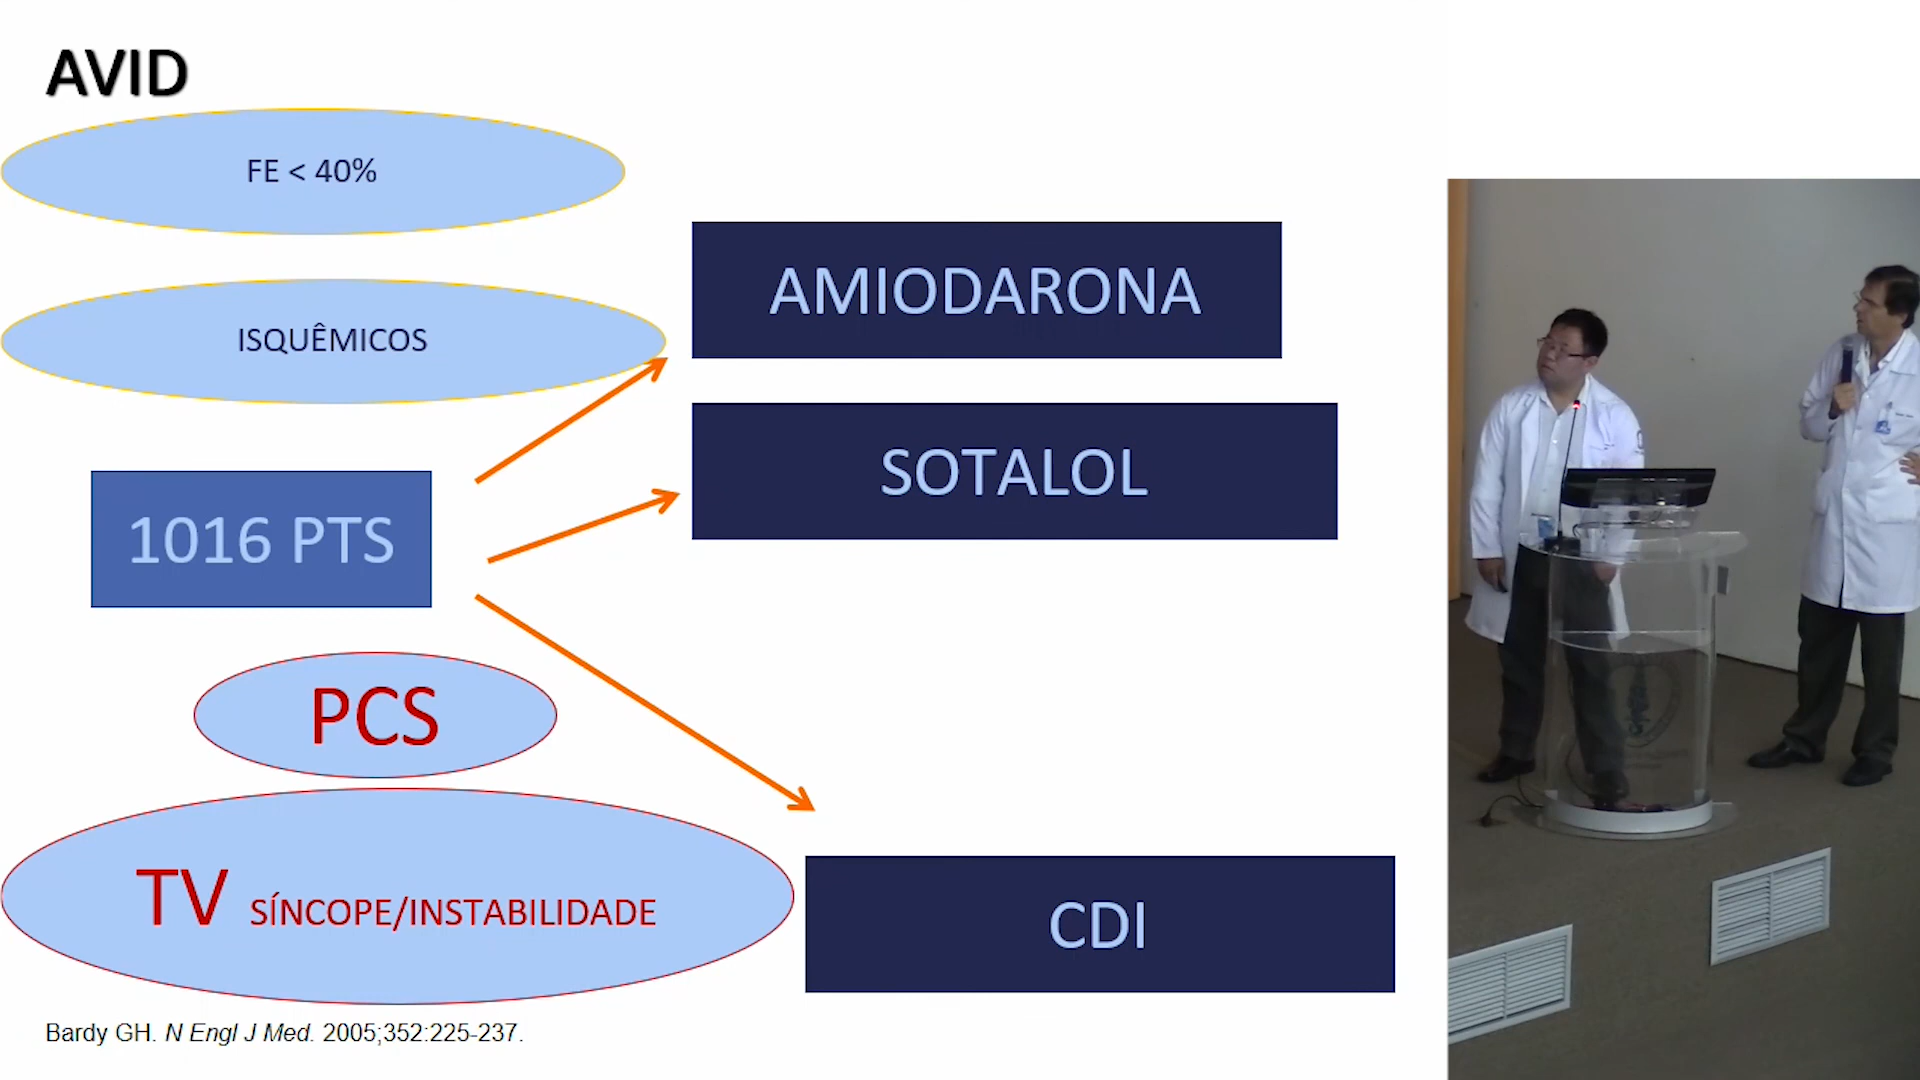 AVID
FE < 40%
ISQUÊMICOS
1016 PTS
PCS
TV SÍNCOPE/INSTABILIDADE
AMIODARONA
SOTALOL
CDI
Bardy GH. N Engl J Med. 2005;352:225-237.